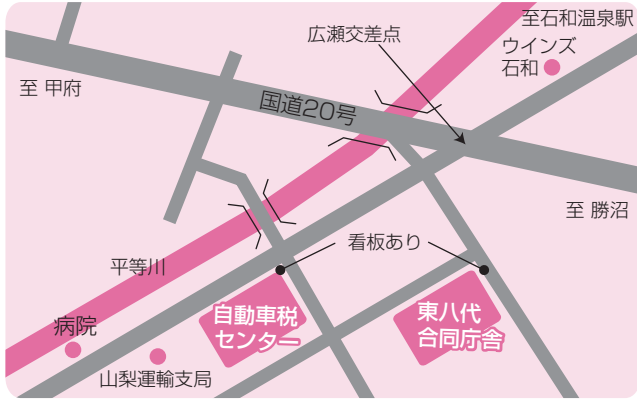 至石和温泉駅
広瀬交差点
ウインズ
石和
至 甲府
国道20号
至 勝沼
看板あり
平等川
自動車税
センター
東八代
合同庁舎
病院
山梨運輸支局